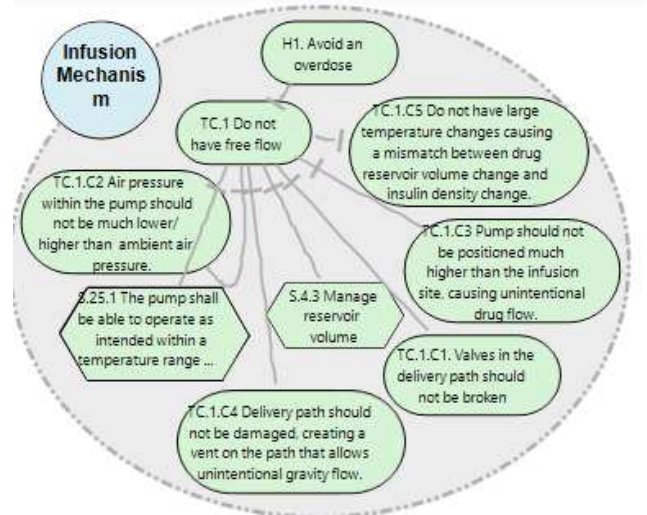 Infusion
Mechanis
m
H1. Avoid an
overdose
TC.1 Do not
have free flow
TC.1.C5 Do not have large
temperature changes causing
a mismatch between drug
reservoir volume change and
insulin density change.
TC.1.C2 Air pressure
within the pump should
not be much lower/
higher than ambient air
pressure.
TC.1.C3 Pump should not
be positioned much
higher than the infusion
site, causing unintentional
drug flow.
S.25.1 The pump shall
be able to operate as
intended within a
temperature range ...
S.4.3 Manage
reservoir
volume
TC.1.C1. Valves in the
delivery path should
not be broken
TC.1.C4 Delivery path should
not be damaged, creating a
vent on the path that allows
unintentional gravity flow.